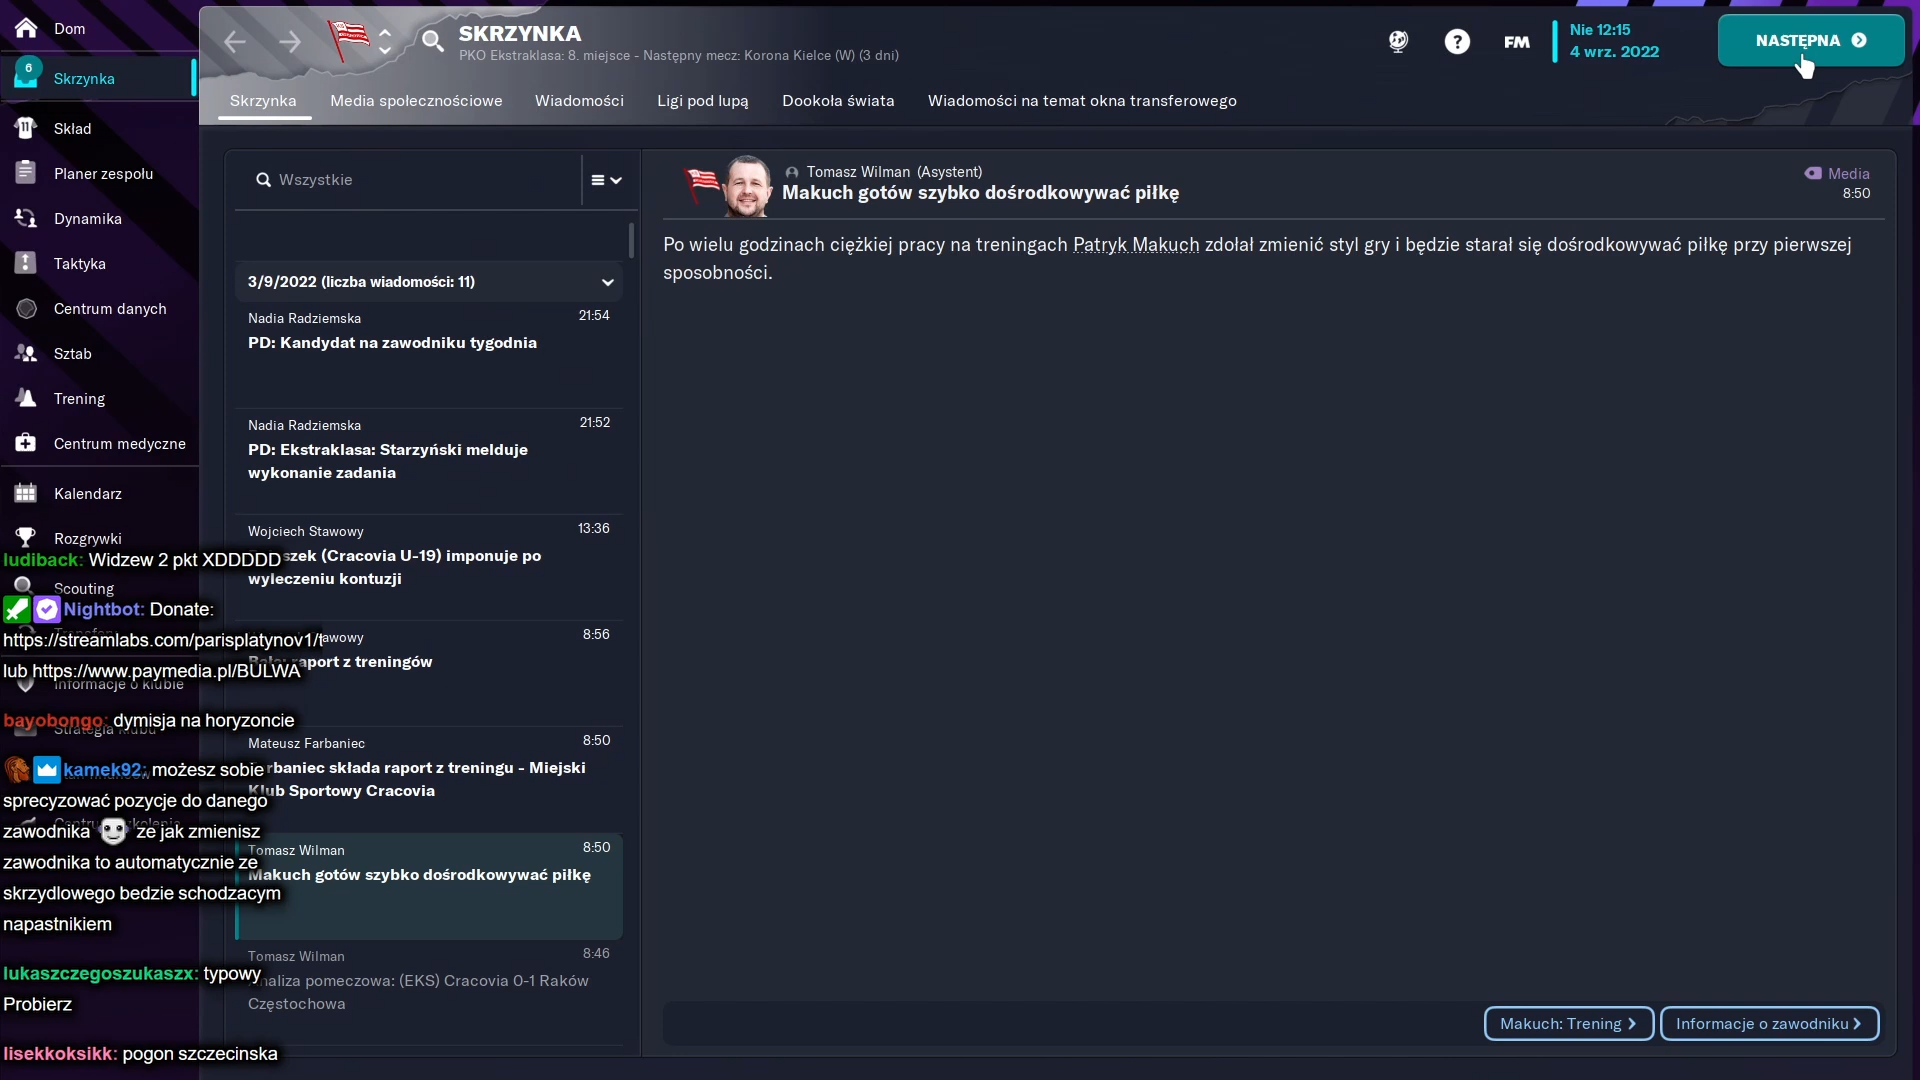 Dom
6
Skrzynka
Skład
Planer zespołu
Dynamika
Taktyka
Centrum danych
Sztab
Trening
Centrum medyczne
Kalendarz
Rozgrywki
Scouting
Informacje o klubie
Strategia klubu
ludiback: Widzew 2 pkt XDDDDD
Nightbot: Donate:
https://streamlabs.com/parisplatynov1/t
lub https://www.paymedia.pl/BULWA
bayobongo: dymisja na horyzoncie
kamek92: możesz sobie
sprecyzować pozycje do danego
zawodnika ze jak zmienisz
zawodnika to automatycznie ze
skrzydlowego bedzie schodzacym
napastnikiem
lukaszczegoszukaszx: typowy
Probierz
lisekkoksikk: pogon szczecinska
SKRZYNKA
PKO Ekstraklasa: 8. miejsce - Następny mecz: Korona Kielce (W) (3 dni)
FM
Nie 12:15
4 wrz. 2022
NASTĘPNA
Skrzynka
Media społecznościowe
Wiadomości
Ligi pod lupą
Dookoła świata
Wiadomości na temat okna transferowego
Wszystkie
3/9/2022 (liczba wiadomości: 11)
Nadia Radziemska 21:54
PD: Kandydat na zawodniku tygodnia
Nadia Radziemska 21:52
PD: Ekstraklasa: Starzyński melduje
wykonanie zadania
Wojciech Stawowy 13:36
(Cracovia U-19) imponuje po
wyleczeniu kontuzji
8:56
raport z treningów
Mateusz Farbaniec 8:50
Farbaniec składa raport z treningu - Miejski
Klub Sportowy Cracovia
Tomasz Wilman 8:50
Makuch gotów szybko dośrodkowywać piłkę
Tomasz Wilman 8:46
Analiza pomeczowa: (EKS) Cracovia 0-1 Raków
Częstochowa
Tomasz Wilman (Asystent)
Makuch gotów szybko dośrodkowywać piłkę
Media
8:50
Po wielu godzinach ciężkiej pracy na treningach Patryk Makuch zdołał zmienić styl gry i będzie starał się dośrodkowywać piłkę przy pierwszej
sposobności.
Makuch: Trening
Informacje o zawodniku